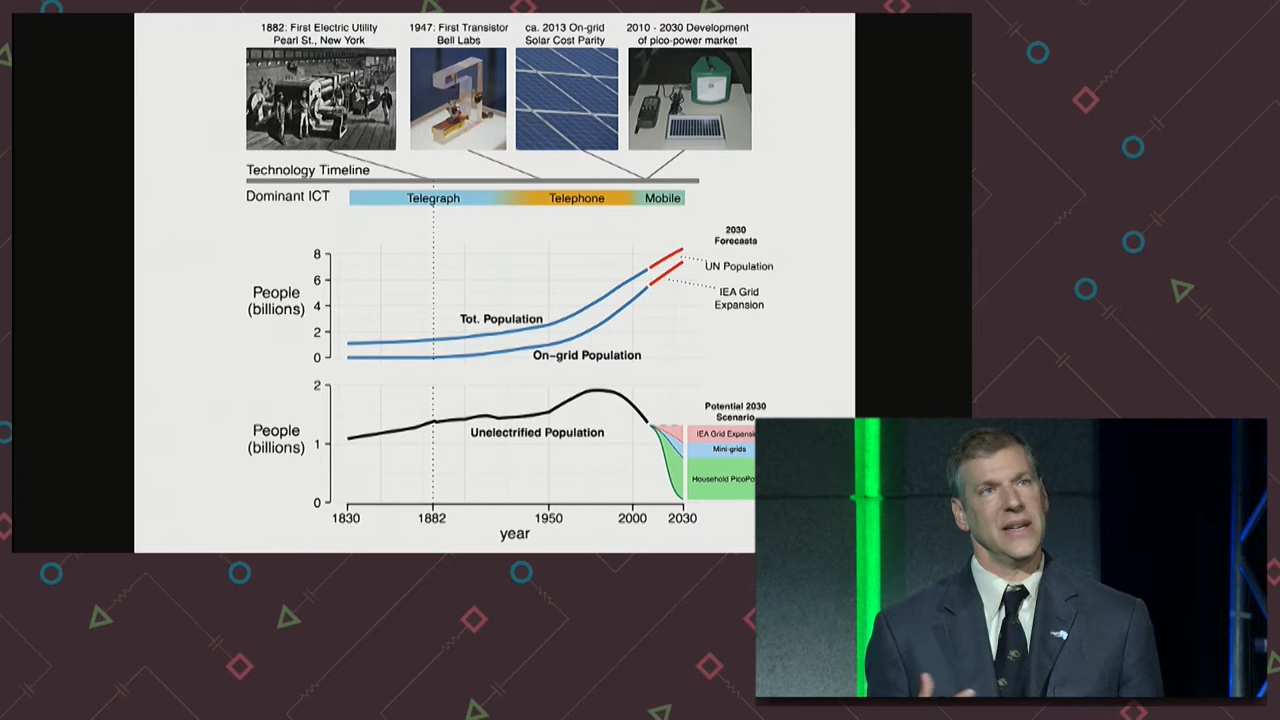 1882: First Electric Utility
Pearl St., New York
1947: First Transistor
Bell Labs
ca. 2013 On-grid
Solar Cost Parity
2010 - 2030 Development
of pico-power market
Technology Timeline
Dominant ICT
Telegraph
Telephone
Mobile
2030
Forecasts
UN Population
IEA Grid
Expansion
People
(billions)
8
6
4
2
0
Tot. Population
On-grid Population
People
(billions)
2
1
0
Unelectrified Population
Potential 2030
Scenario
IEA Grid
Mini-grids
Household
1830
1882
1950
2000
2030
year